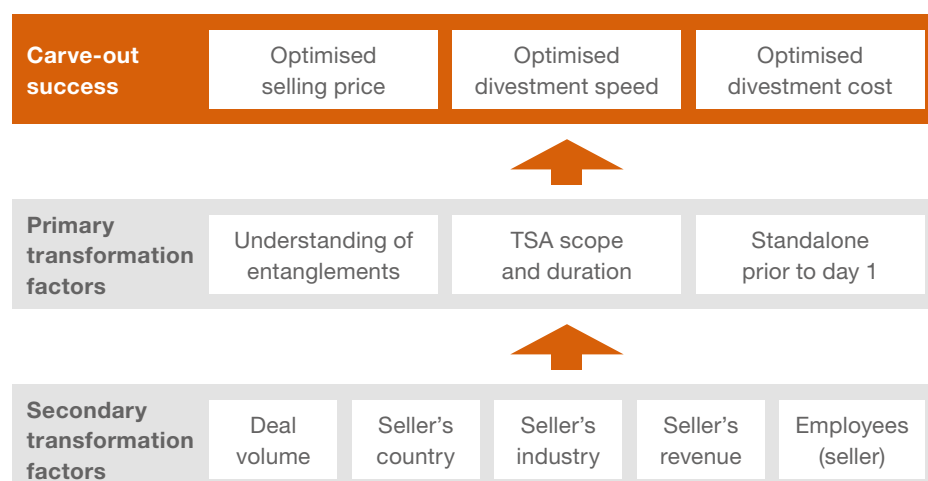 Carve-out
success
Optimised
selling price
Optimised
divestment speed
Optimised
divestment cost
Primary
transformation
factors
Understanding of
entanglements
TSA scope
and duration
Standalone
prior to day 1
Secondary
transformation
factors
Deal
volume
Seller's
country
Seller's
industry
Seller's
revenue
Employees
(seller)